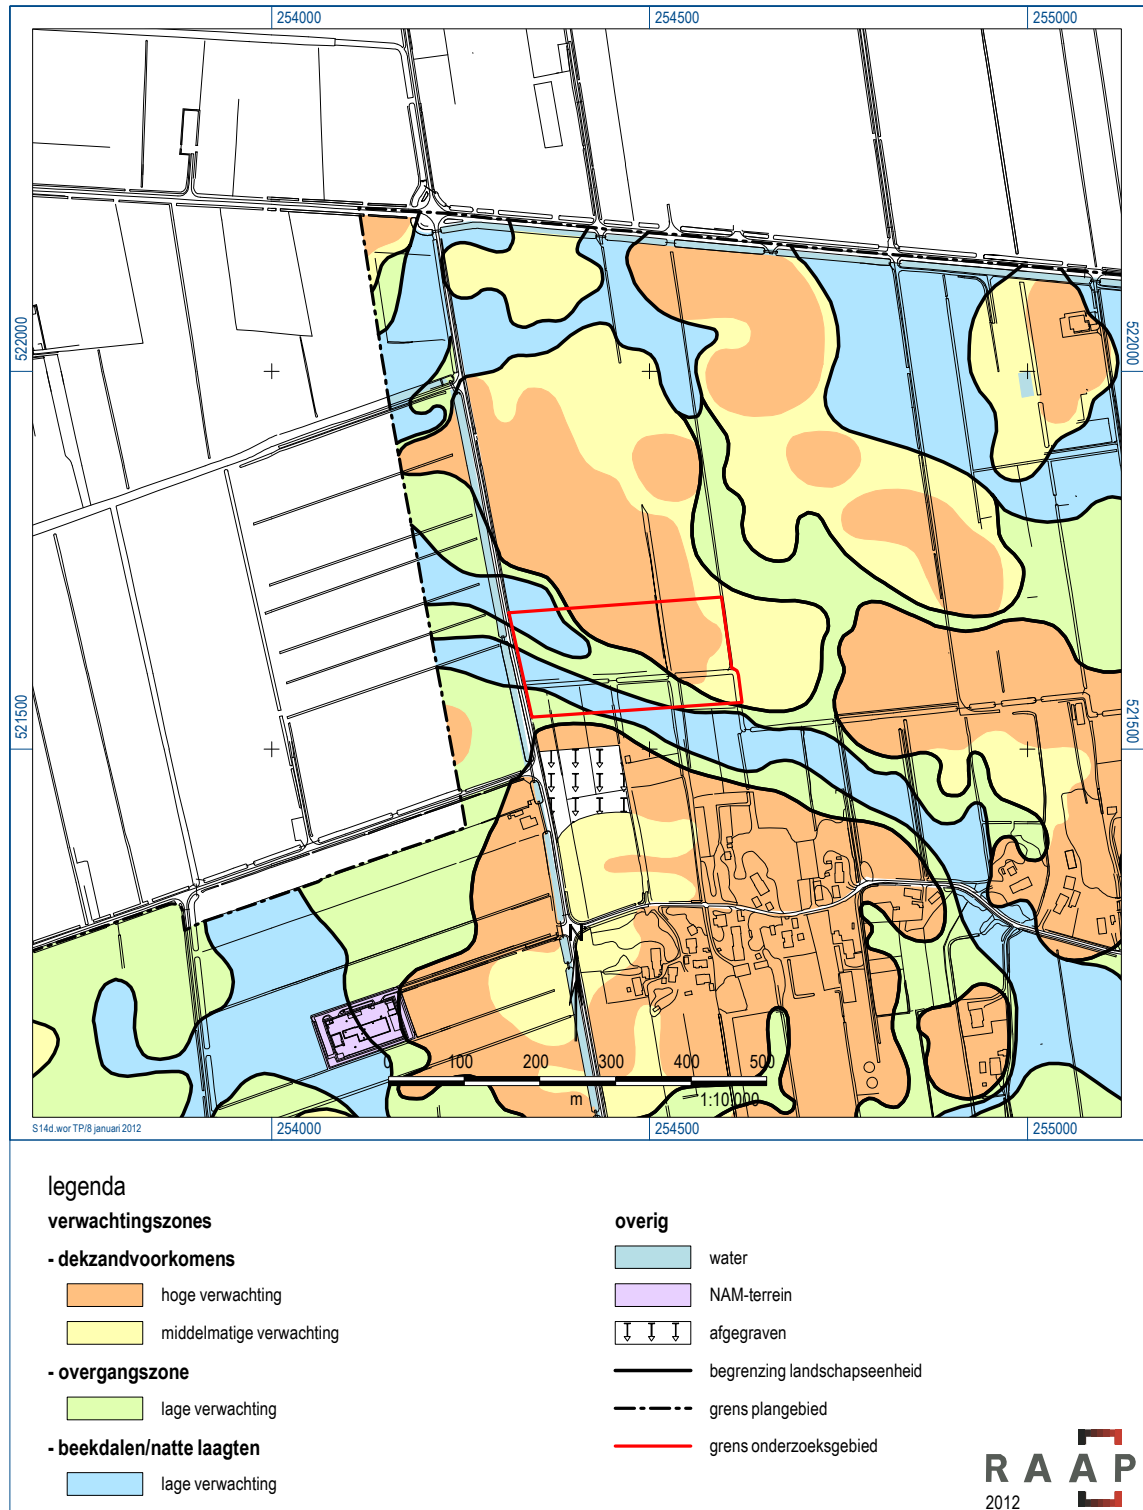 254000
254500
255000
522000
522000
521500
521500
N
0
100
200
300
400
500
m
1:10.000
S14d.wor TP/8 januari 2012
254000
254500
255000
legenda
verwachtingszones
- dekzandvoorkomens
hoge verwachting
middelmatige verwachting
- overgangszone
lage verwachting
- beekdalen/natte laagten
lage verwachting
overig
water
NAM-terrein
afgegraven
begrenzing landschapseenheid
grens plangebied
grens onderzoeksgebied
RAAP
2012